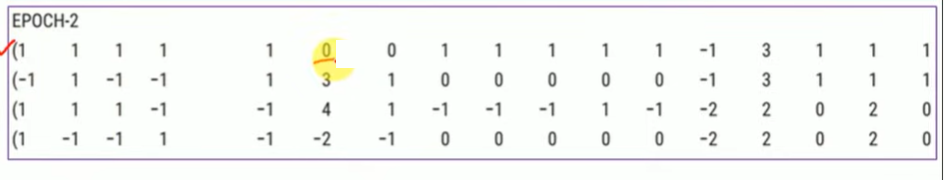 EPOCH-2
(1 1 1 1 1 0 0 1 1 1 1 1 -1 3 1 1 1
(-1 1 -1 -1 1 3 1 0 0 0 0 0 -1 3 1 1 1
(1 1 1 -1 -1 4 1 -1 -1 -1 1 -1 -2 2 0 2 0
(1 -1 -1 1 -1 -2 -1 0 0 0 0 0 -2 2 0 2 0